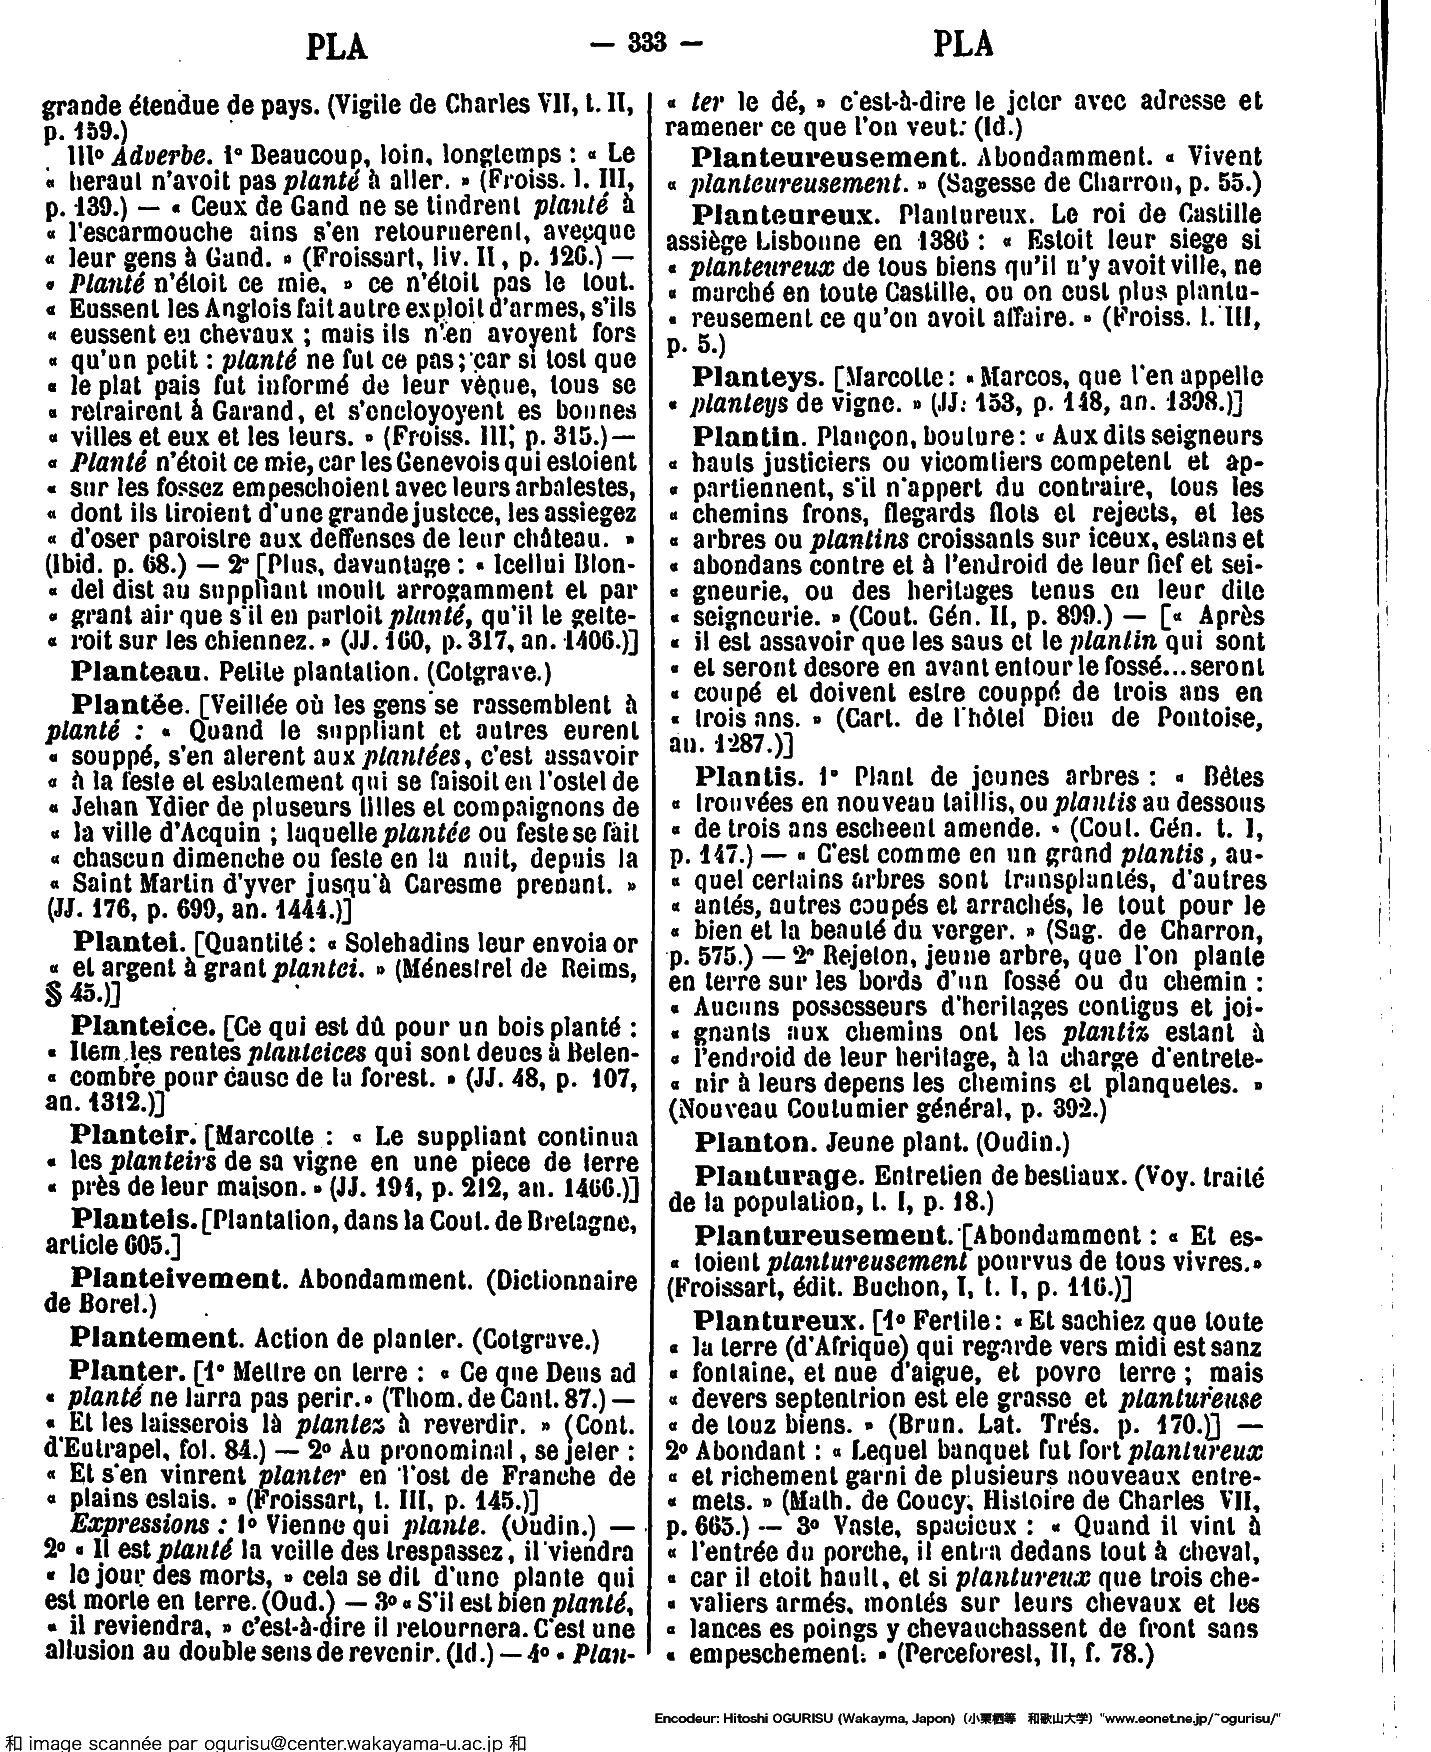 PLA — 333 — PLA
grande étendue de pays. (Vigile de Charles VII, t. II,
p. 159.)
IIIº Adverbe. 1º Beaucoup, loin, longtemps : « Le
« heraut n'avoit pas planté à aller. » (Froiss. l. III,
p. 139.) — « Ceux de Gand ne se tindrent planté à
« l'escarmouche ains s'en retournerent, avecque
« leur gens à Gand. » (Froissart, liv. II, p. 126.) —
« Planté n'étoit ce mie, » ce n'étoit pas le tout.
« Eussent les Anglois fait autre exploit d'armes, s'ils
« eussent eu chevaux ; mais ils n'en avoyent fors
« qu'un petit : planté ne fut ce pas ; car si tost que
« le plat pais fut informé de leur vèque, tous se
« retrairent à Garand, et s'encloyoyent es bonnes
« villes et eux et les leurs. » (Froiss. III, p. 315.) —
« Planté n'étoit ce mie, car les Genevois qui estoient
« sur les fossez empeschoient avec leurs arbalestes,
« dont ils tiroient d'une grande justece, les assiegez
« d'oser paroistre aux deffenses de leur château. »
(Ibid. p. 68.) — 2º [Plus, davantage : « Icellui Blon-
« del dist au suppliant moult arrogamment et par
« grant air que s'il en parloit planté, qu'il le gette-
« roit sur les chiennez. » (JJ. 160, p. 317, an. 1406.)]
Planteau. Petite plantation. (Cotgrave.)
Plantée. [Veillée où les gens se rassemblent à
planté : « Quand le suppliant et autres eurent
« souppé, s'en alerent aux plantées, c'est assavoir
« à la feste et esbatement qui se faisoit en l'ostel de
« Jehan Ydier de pluseurs filles et compaignons de
« la ville d'Acquin ; laquelle plantée ou feste se fait
« chascun dimenche ou feste en la nuit, depuis la
« Saint Martin d'yver jusqu'à Caresme prenant. »
(JJ. 176, p. 699, an. 1444.)]
Plantei. [Quantité : « Solehadins leur envoia or
« et argent à grant plantei. » (Ménestrel de Reims,
§ 45.)]
Planteice. [Ce qui est dû pour un bois planté :
« Item les rentes planteices qui sont deues à Belen-
« combre pour cause de la forest. » (JJ. 48, p. 107,
an. 1312.)]
Planteir. [Marcotte : « Le suppliant continua
« les planteirs de sa vigne en une piece de terre
« près de leur maison. » (JJ. 194, p. 212, an. 1466.)]
Planteis. [Plantation, dans la Cout. de Bretagne,
article 605.]
Planteivement. Abondamment. (Dictionnaire
de Borel.)
Plantement. Action de planter. (Cotgrave.)
Planter. [1º Mettre en terre : « Ce que Deus ad
« planté ne larra pas perir. » (Thom. de Cant. 87.) —
« Et les laisserois là plantez à reverdir. » (Cont.
d'Eutrapel, fol. 84.) — 2º Au pronominal, se jeter :
« Et s'en vinrent planter en l'ost de Franche de
« plains eslais. » (Froissart, t. III, p. 145.)]
Expressions : 1º Vienne qui plante. (Oudin.) —
2º « Il est planté la veille des trespassez, il viendra
« le jour des morts, » cela se dit d'une plante qui
est morte en terre. (Oud.) — 3º « S'il est bien planté,
« il reviendra, » c'est-à-dire il retournera. C'est une
allusion au double sens de revenir. (Id.) — 4º « Plan-
« ter le dé, » c'est-à-dire le jeter avec adresse et
ramener ce que l'on veut. (Id.)
Planteureusement. Abondamment. « Vivent
« planteureusement. » (Sagesse de Charron, p. 55.)
Planteureux. Plantureux. Le roi de Castille
assiège Lisbonne en 1386 : « Estoit leur siege si
« planteureux de tous biens qu'il n'y avoit ville, ne
« marché en toute Castille, ou on eust plus plantu-
« reusement ce qu'on avoit affaire. » (Froiss. l. III,
p. 5.)
Planteys. [Marcotte : « Marcos, que l'en appelle
« planteys de vigne. » (JJ. 153, p. 148, an. 1398.)]
Plantin. Plançon, bouture : « Aux dits seigneurs
« hauts justiciers ou vicomtiers competent et ap-
« partiennent, s'il n'appert du contraire, tous les
« chemins frons, flegards flots et rejects, et les
« arbres ou plantins croissants sur iceux, estans et
« abondans contre et à l'endroid de leur fief et sei-
« gneurie, ou des heritages tenus en leur dite
« seigneurie. » (Cout. Gén. II, p. 899.) — [« Après
« il est assavoir que les saus et le plantin qui sont
« et seront desore en avant entour le fossé... seront
« coupé et doivent estre couppé de trois ans en
« trois ans. » (Cart. de l'hôtel Dieu de Pontoise,
an. 1287.)]
Plantis. 1º Plant de jeunes arbres : « Bêtes
« trouvées en nouveau taillis, ou plantis au dessous
« de trois ans escheent amende. » (Cout. Gén. t. I,
p. 147.) — « C'est comme en un grand plantis, au-
« quel certains arbres sont transplantés, d'autres
« antés, autres coupés et arrachés, le tout pour le
« bien et la beauté du verger. » (Sag. de Charron,
p. 575.) — 2º Rejeton, jeune arbre, que l'on plante
en terre sur les bords d'un fossé ou du chemin :
« Aucuns possesseurs d'heritages contigus et joi-
« gnants aux chemins ont les plantiz estant à
« l'endroid de leur heritage, à la charge d'entrete-
« nir à leurs depens les chemins et planquetes. »
(Nouveau Coutumier général, p. 392.)
Planton. Jeune plant. (Oudin.)
Planturage. Entretien de bestiaux. (Voy. traité
de la population, t. I, p. 18.)
Plantureusement. [Abondamment : « Et es-
« toient plantureusement pourvus de tous vivres. »
(Froissart, édit. Buchon, I, t. I, p. 116.)]
Plantureux. [1º Fertile : « Et sachiez que toute
« la terre (d'Afrique) qui regarde vers midi est sanz
« fontaine, et nue d'aigue, et povre terre ; mais
« devers septentrion est ele grasse et plantureuse
« de touz biens. » (Brun. Lat. Trés. p. 170.)] —
2º Abondant : « Lequel banquet fut fort plantureux
« et richement garni de plusieurs nouveaux entre-
« mets. » (Math. de Coucy, Histoire de Charles VII,
p. 665.) — 3º Vaste, spacieux : « Quand il vint à
« l'entrée du porche, il entra dedans tout à cheval,
« car il etoit hault, et si plantureux que trois che-
« valiers armés, montés sur leurs chevaux et les
« lances es poings y chevauchassent de front sans
« empeschement. » (Perceforest, II, f. 78.)
Encodeur: Hitoshi OGURISU (Wakayma, Japon) (小栗栖等 和歌山大学) "www.eonet.ne.jp/~ogurisu/"
和 image scannée par ogurisu@center.wakayama-u.ac.jp 和